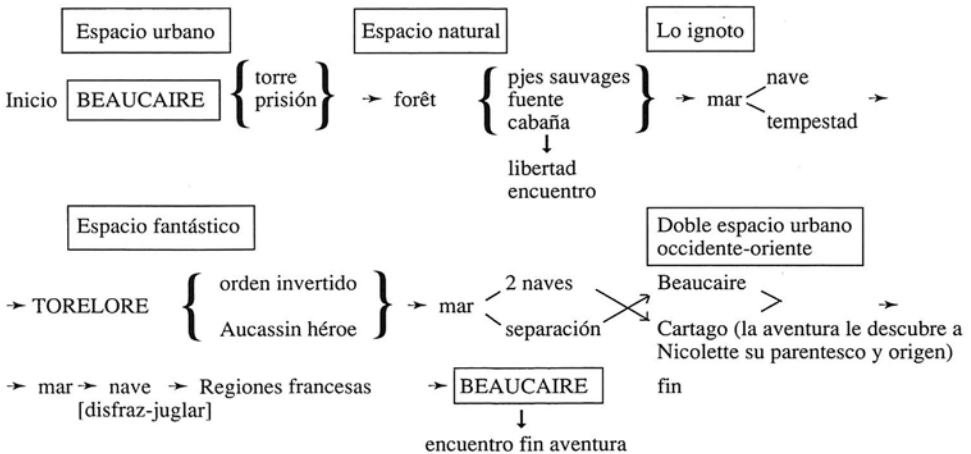 Espacio urbano
Espacio natural
Lo ignoto
Inicio BEAUCAIRE
torre
prisión
forêt
pjes sauvages
fuente
cabaña
libertad
encuentro
mar
nave
tempestad
Espacio fantástico
Doble espacio urbano
occidente-oriente
TORELORE
orden invertido
Aucassin héroe
mar
2 naves
separación
Beaucaire
Cartago (la aventura le descubre a
Nicolette su parentesco y origen)
mar nave Regiones francesas BEAUCAIRE fin
[disfraz-juglar]
encuentro fin aventura